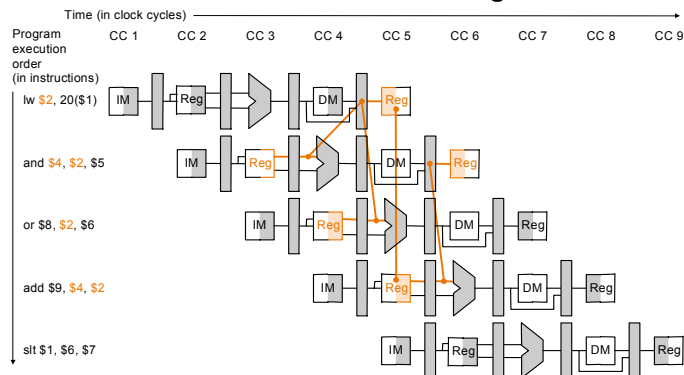 Time (in clock cycles)
Program execution order (in instructions)
CC 1 CC 2 CC 3 CC 4 CC 5 CC 6 CC 7 CC 8 CC 9
lw $2, 20($1) IM Reg DM Reg
and $4, $2, $5 IM Reg DM Reg
or $8, $2, $6 IM Reg DM Reg
add $9, $4, $2 IM Reg DM Reg
slt $1, $6, $7 IM Reg DM Reg